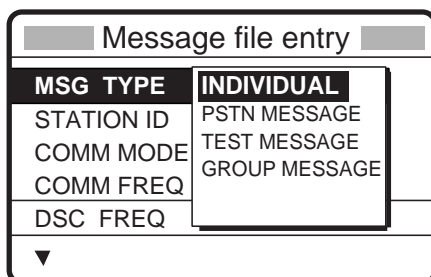 Message file entry
MSG TYPE
INDIVIDUAL
STATION ID
PSTN MESSAGE
COMM MODE
TEST MESSAGE
COMM FREQ
GROUP MESSAGE
DSC FREQ
▼